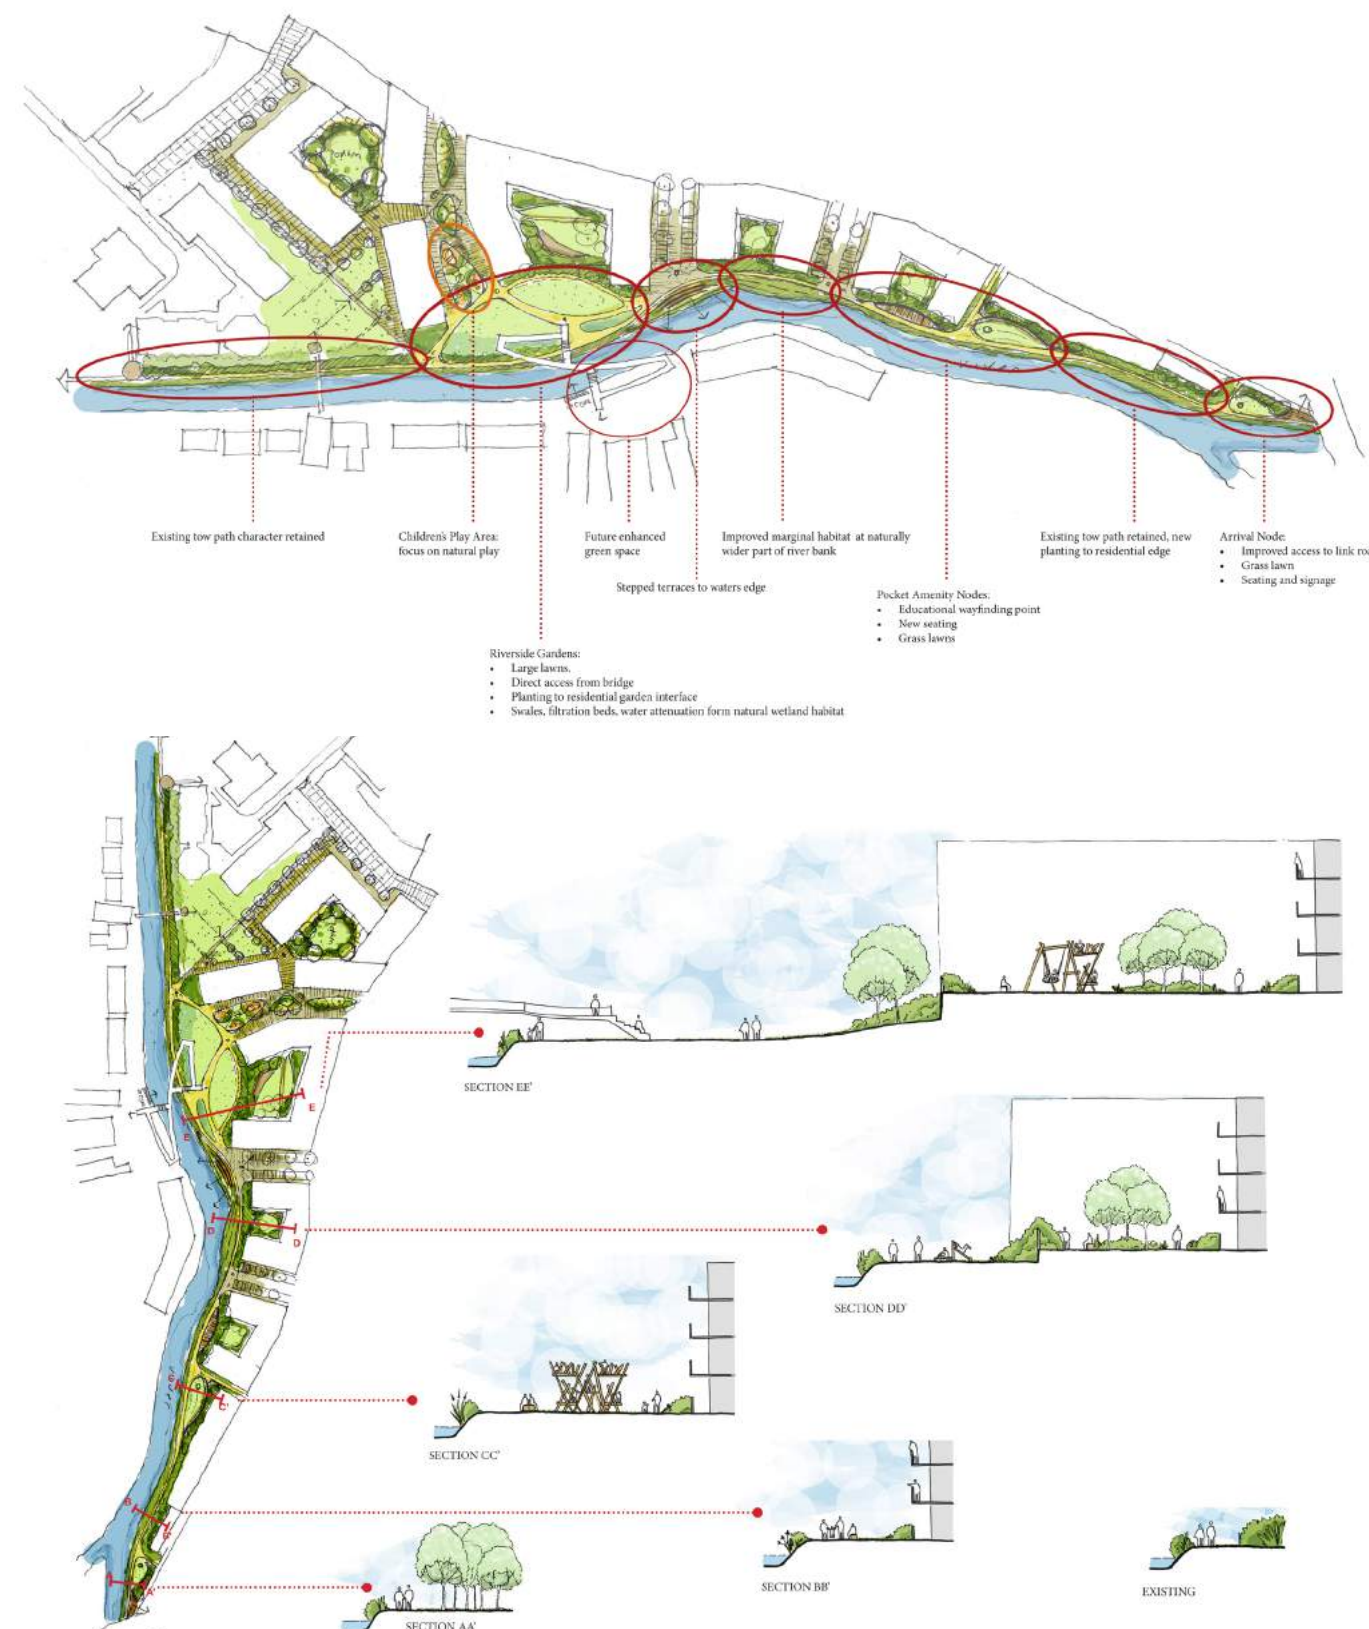 Existing tow path character retained
Children's Play Area:
focus on natural play
Future enhanced
green space
Stepped terraces to waters edge
Improved marginal habitat at naturally
wider part of river bank
Pocket Amenity Nodes:
• Educational wayfinding point
• New seating
• Grass lawns
Existing tow path retained, new
planting to residential edge
Arrival Node:
• Improved access to link
• Grass lawn
• Seating and signage
Riverside Gardens:
• Large lawns.
• Direct access from bridge
• Planting to residential garden interface
• Swales, filtration beds, water attenuation form natural wetland habitat
SECTION EE'
E
E
D
D
SECTION DD'
C'
SECTION CC'
B
SECTION BB'
EXISTING
A'
SECTION AA'